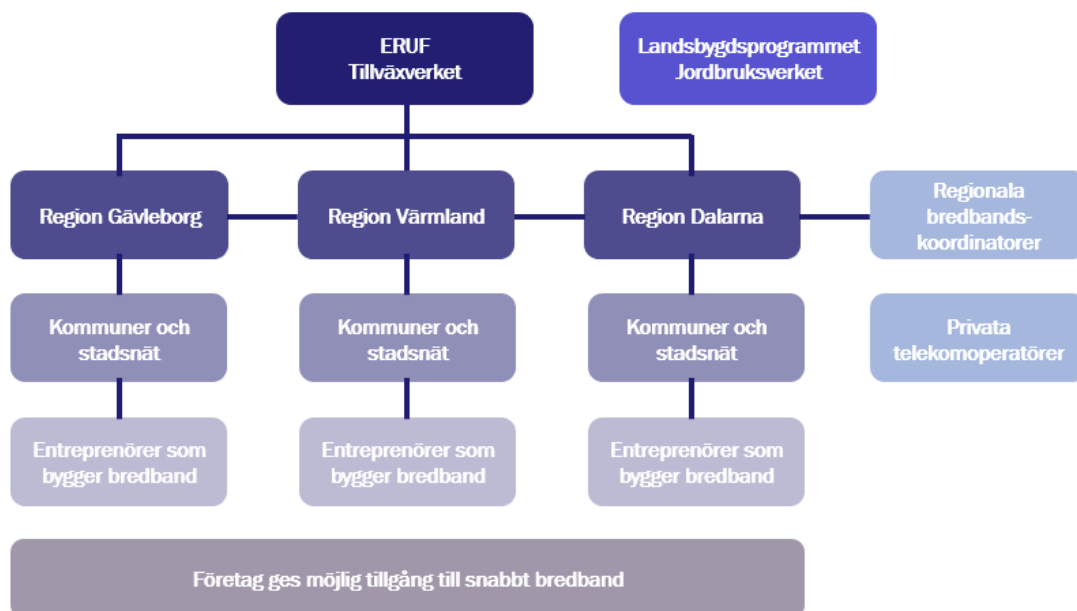 ERUF
Tillväxtverket
Landsbygdsprogrammet
Jordbruksverket
Region Gävleborg
Region Värmland
Region Dalarna
Regionala
bredbands-
koordinatorer
Kommuner och
stadsnät
Kommuner och
stadsnät
Kommuner och
stadsnät
Privata
telekomoperatörer
Entreprenörer som
bygger bredband
Entreprenörer som
bygger bredband
Entreprenörer som
bygger bredband
Företag ges möjlig tillgång till snabbt bredband